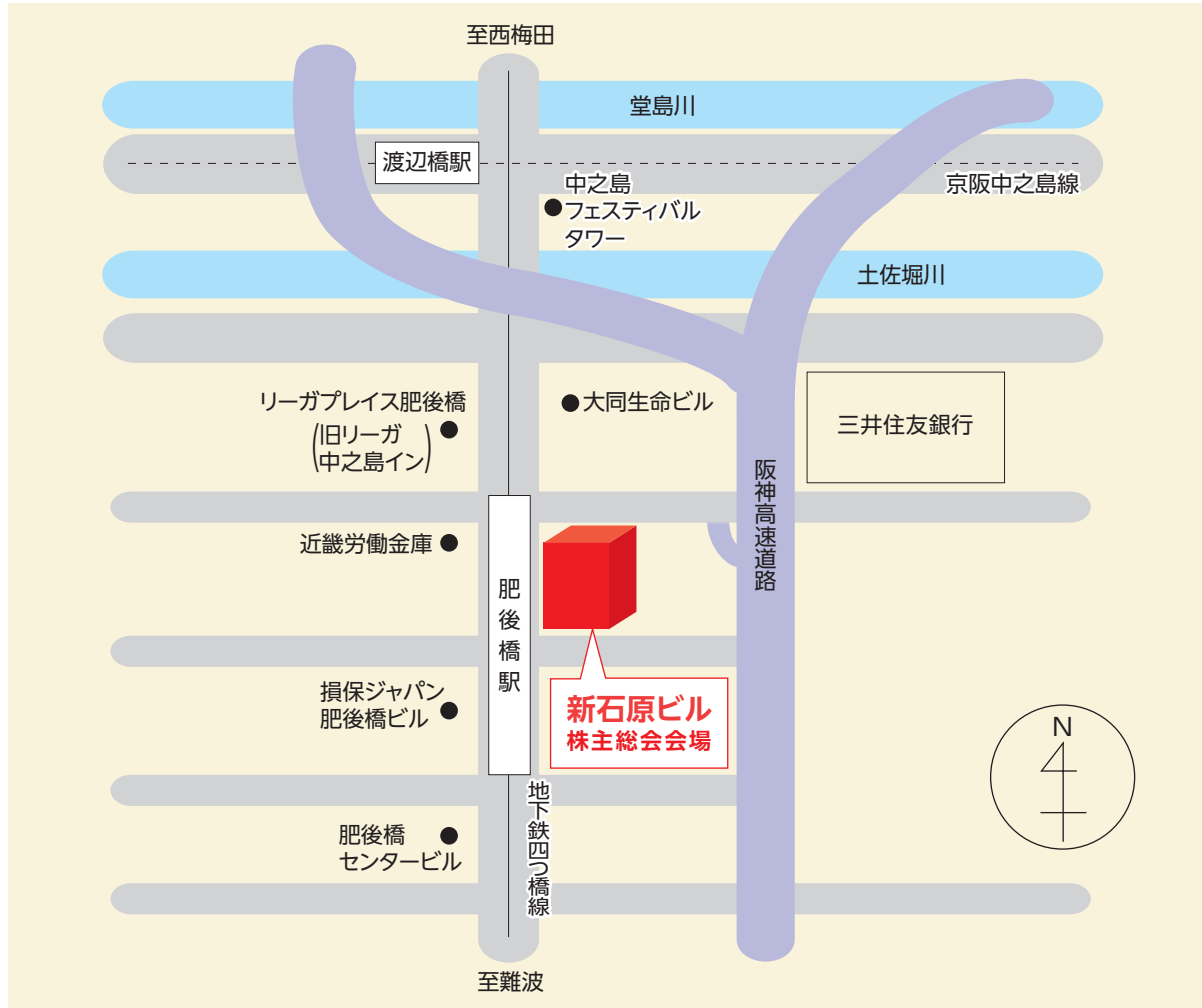 至西梅田
堂島川
渡辺橋駅
京阪中之島線
中之島
フェスティバル
タワー
土佐堀川
リーガプレイス肥後橋
(旧リーガ
中之島イン)
大同生命ビル
三井住友銀行
阪神高速道路
近畿労働金庫
肥後橋駅
新石原ビル
株主総会会場
損保ジャパン
肥後橋ビル
N
地下鉄四つ橋線
肥後橋
センタービル
至難波